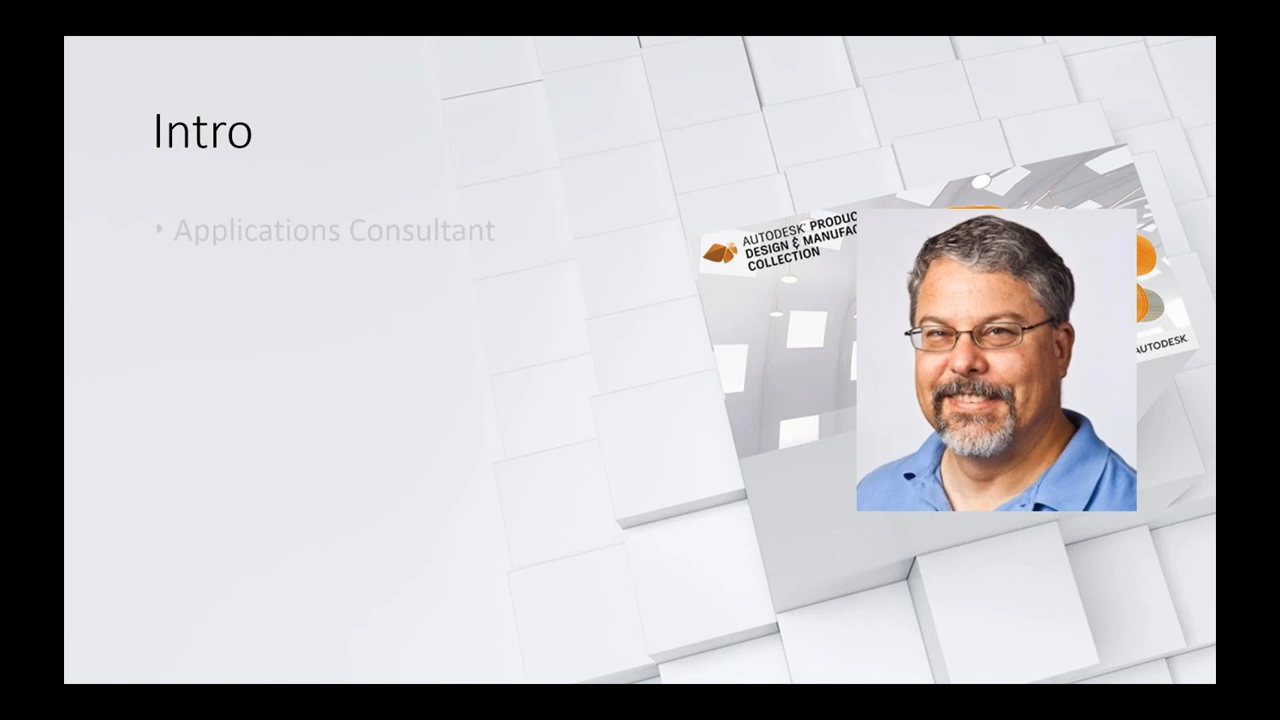 Intro
• Applications Consultant
AUTODESK® PRODUC
DESIGN & MANUFAC
COLLECTION
AUTODESK